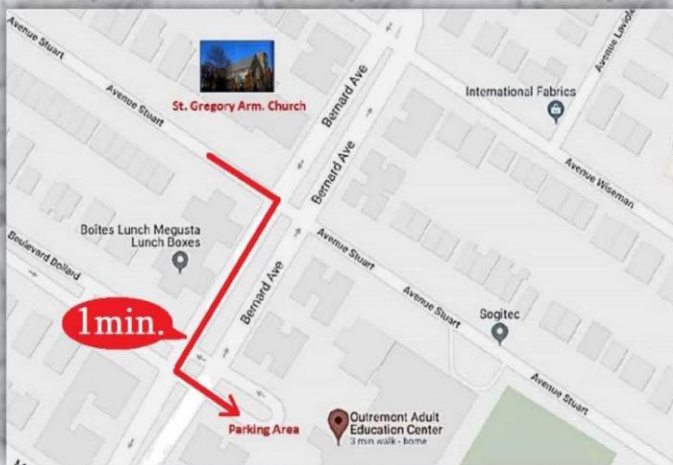 Avenue Stuart
Avenue Stuart
St. Gregory Arm. Church
Bernard Ave
Bernard Ave
International Fabrics
Avenue Wiseman
Boîtes Lunch Megusta
Lunch Boxes
Boulevard Dollard
Bernard Ave
Avenue Stuart
Avenue Stuart
Sogitec
Avenue Stuart
1min.
Parking Area
Outremont Adult
Education Center
3 min walk - home